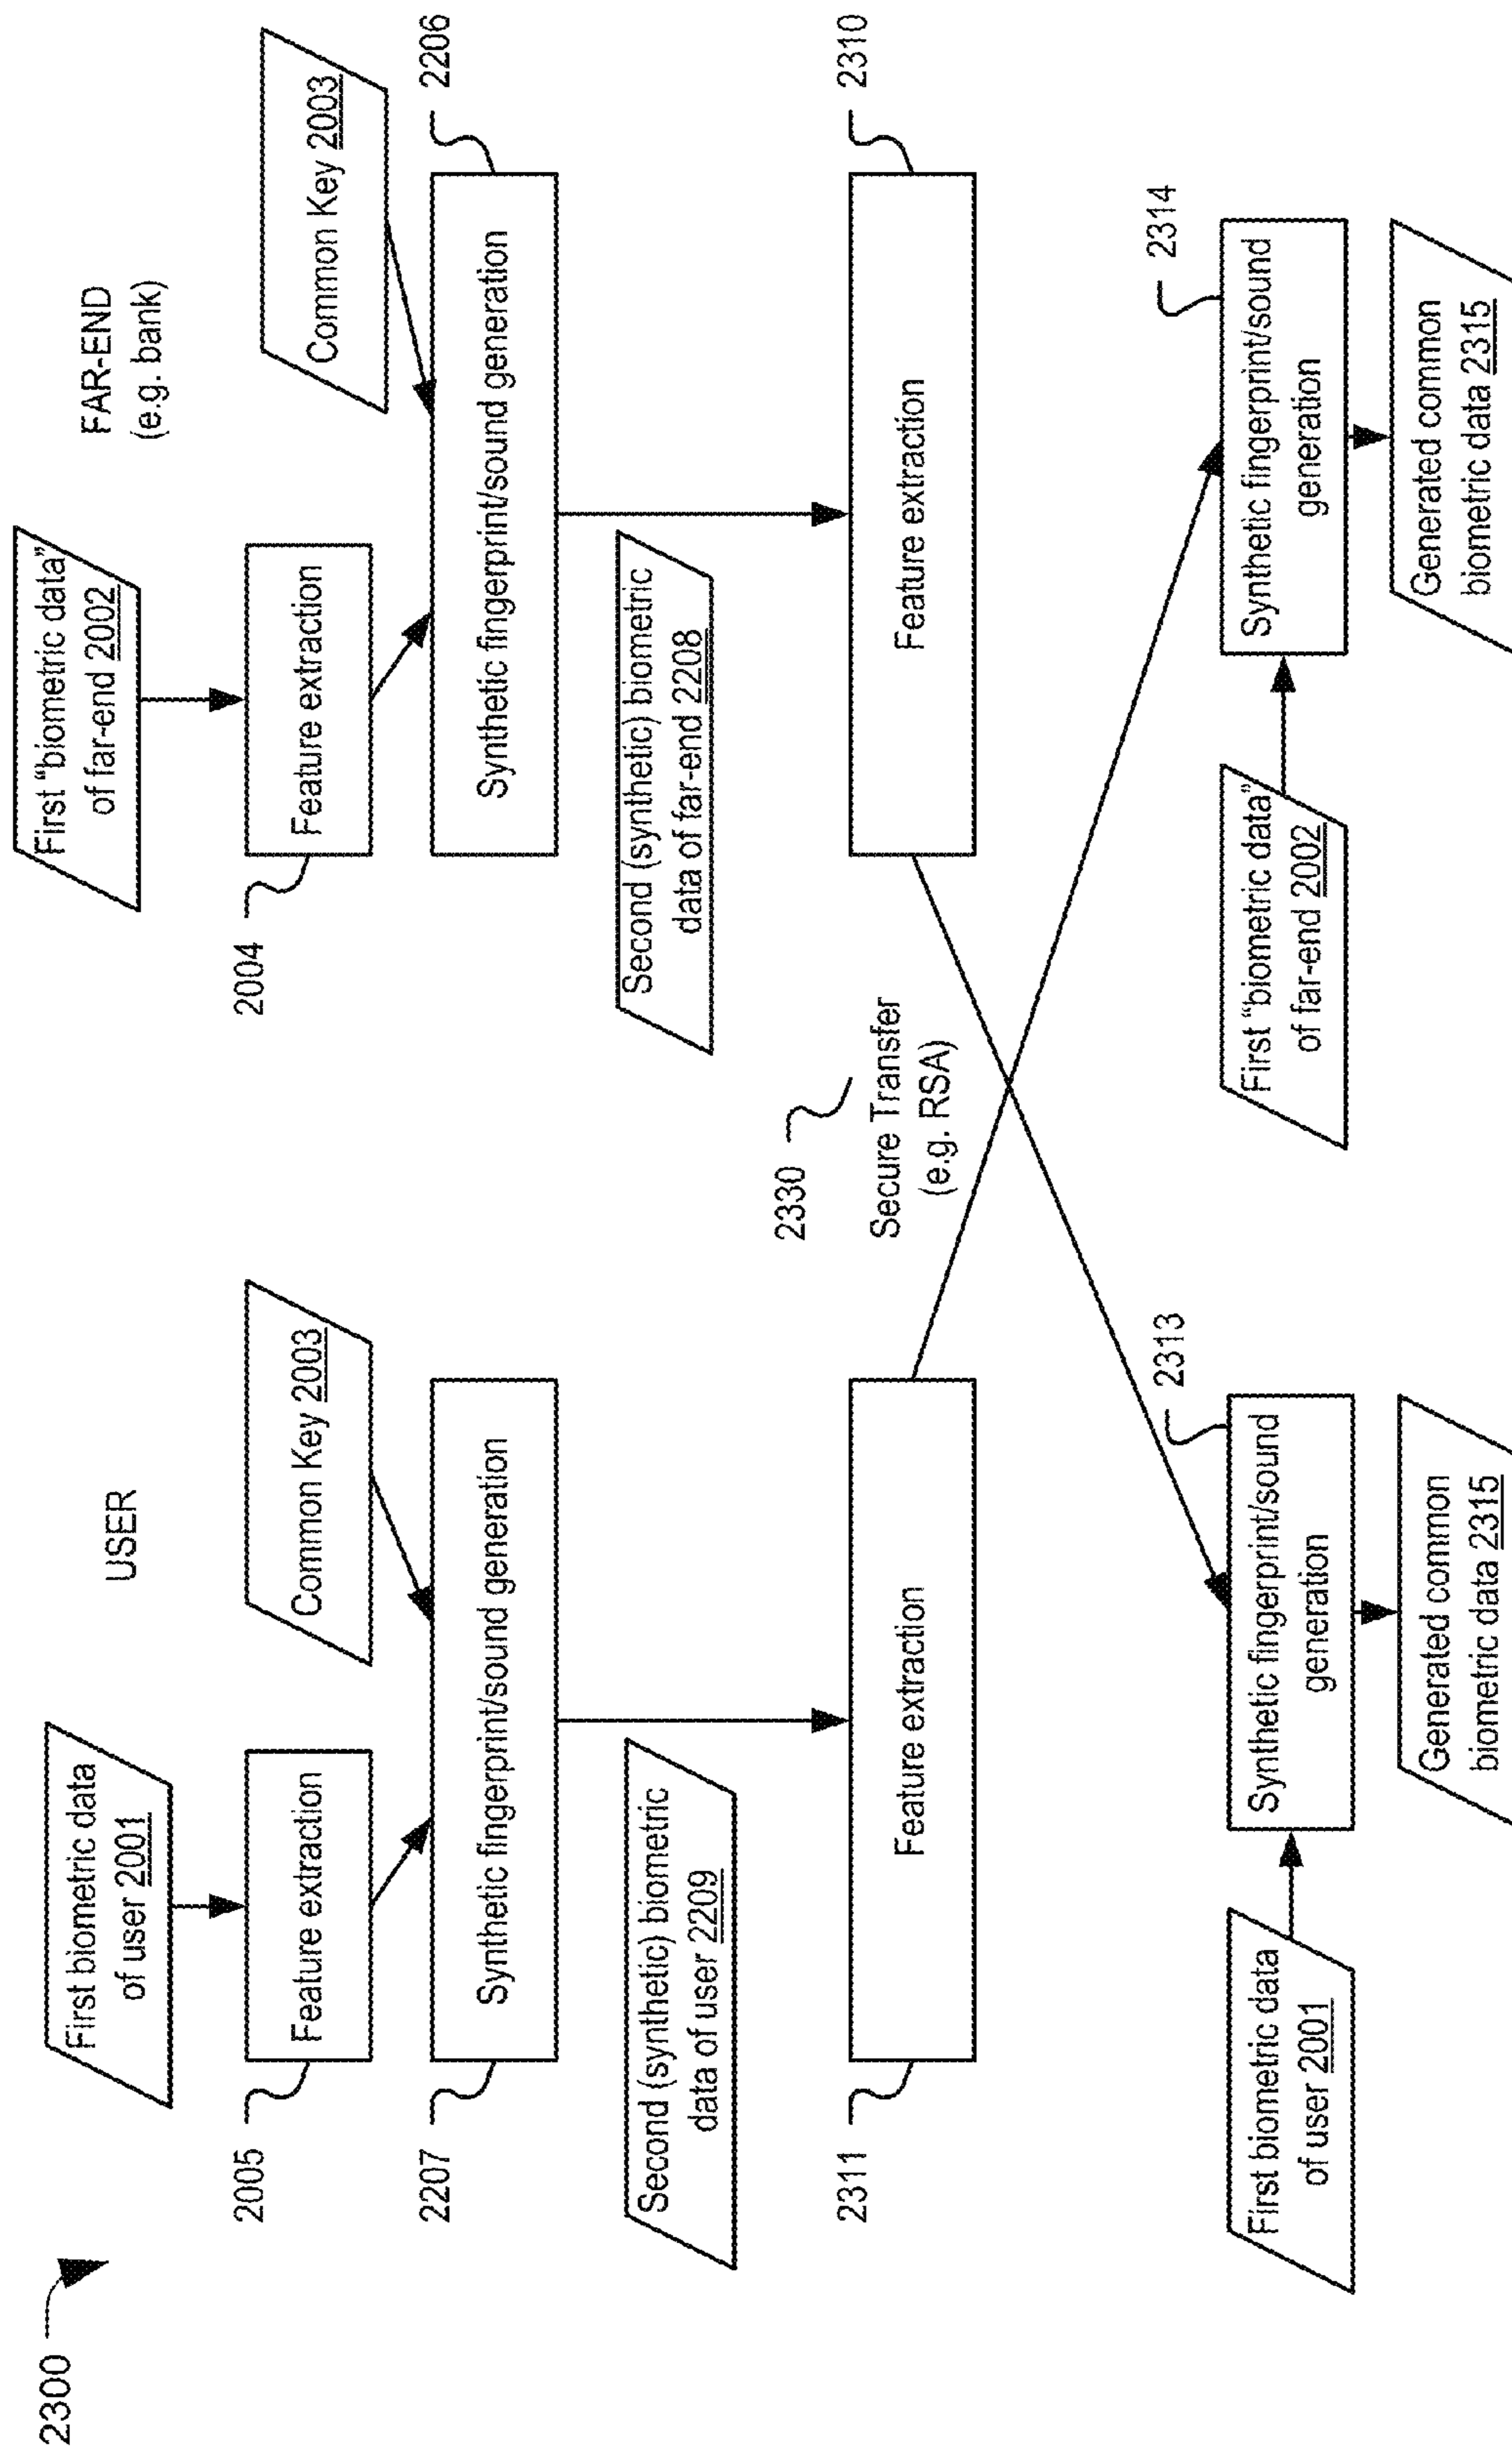 2300
USER
First biometric data
of user 2001
2005
Feature extraction
Common Key 2003
2207
Synthetic fingerprint/sound generation
Second (synthetic) biometric
data of user 2209
2311
Feature extraction
First biometric data
of user 2001
2313
Synthetic fingerprint/sound
generation
Generated common
biometric data 2315
2330
Secure Transfer
(e.g. RSA)
FAR-END
(e.g. bank)
First “biometric data”
of far-end 2002
2004
Feature extraction
Common Key 2003
2206
Synthetic fingerprint/sound generation
Second (synthetic) biometric
data of far-end 2208
2310
Feature extraction
First “biometric data”
of far-end 2002
2314
Synthetic fingerprint/sound
generation
Generated common
biometric data 2315